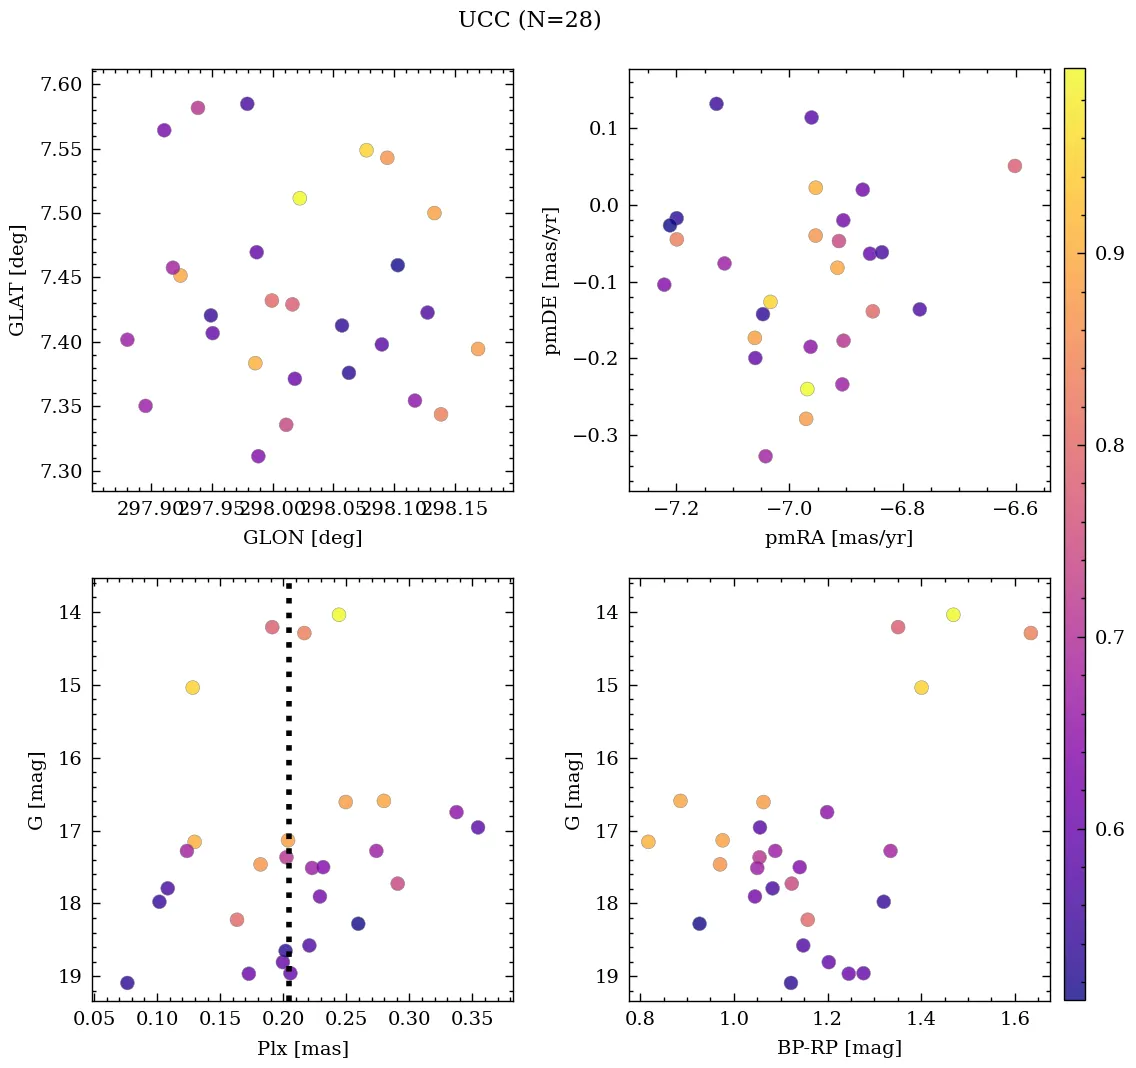 UCC (N=28)
7.60
7.55
7.50
7.45
7.40
7.35
7.30
GLAT [deg]
297.90 297.95 298.00 298.05 298.10 298.15
GLON [deg]
0.1
0.0
−0.1
−0.2
−0.3
pmDE [mas/yr]
−7.2 −7.0 −6.8 −6.6
pmRA [mas/yr]
14
15
16
17
18
19
G [mag]
0.05 0.10 0.15 0.20 0.25 0.30 0.35
Plx [mas]
14
15
16
17
18
19
G [mag]
0.8 1.0 1.2 1.4 1.6
BP-RP [mag]
0.9
0.8
0.7
0.6